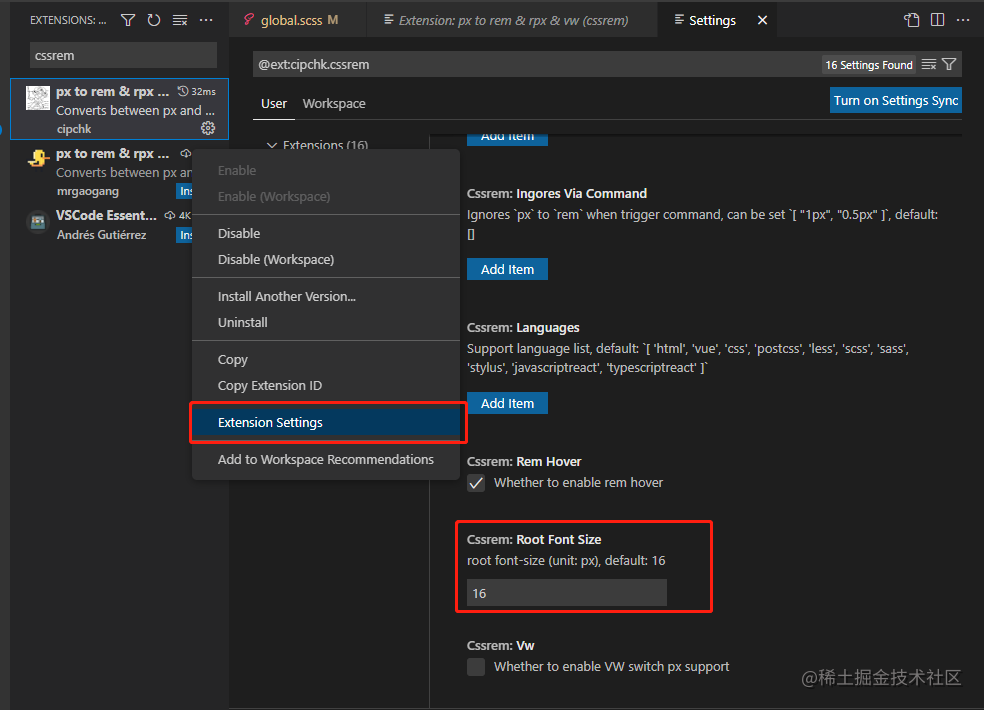 EXTENSIONS: ...
cssrem
px to rem & rpx ... 32ms
Converts between px and ...
cipchk
px to rem & rpx ...
Converts between px an
mrgaogang Ins
VSCode Essent... 4K
Andrés Gutiérrez Ins
Enable
Enable (Workspace)
Disable
Disable (Workspace)
Install Another Version...
Uninstall
Copy
Copy Extension ID
Extension Settings
Add to Workspace Recommendations
global.scss M
Extension: px to rem & rpx & vw (cssrem)
Settings
@ext:cipchk.cssrem
16 Settings Found
User Workspace
Turn on Settings Sync
Extensions (16)
Add Item
Cssrem: Ingores Via Command
Ignores `px` to `rem` when trigger command, can be set `[ "1px", "0.5px" ]`, default:
[]
Add Item
Cssrem: Languages
Support language list, default: `[ 'html', 'vue', 'css', 'postcss', 'less', 'scss', 'sass',
'stylus', 'javascriptreact', 'typescriptreact' ]`
Add Item
Cssrem: Rem Hover
Whether to enable rem hover
Cssrem: Root Font Size
root font-size (unit: px), default: 16
16
Cssrem: Vw
Whether to enable VW switch px support
@稀土掘金技术社区